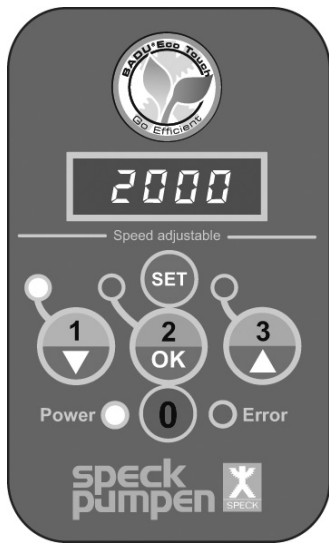 BADU®Eco Touch
Go Efficient
2000
Speed adjustable
SET
1
2
3
OK
Power
0
Error
speck
pumpen
SPECK